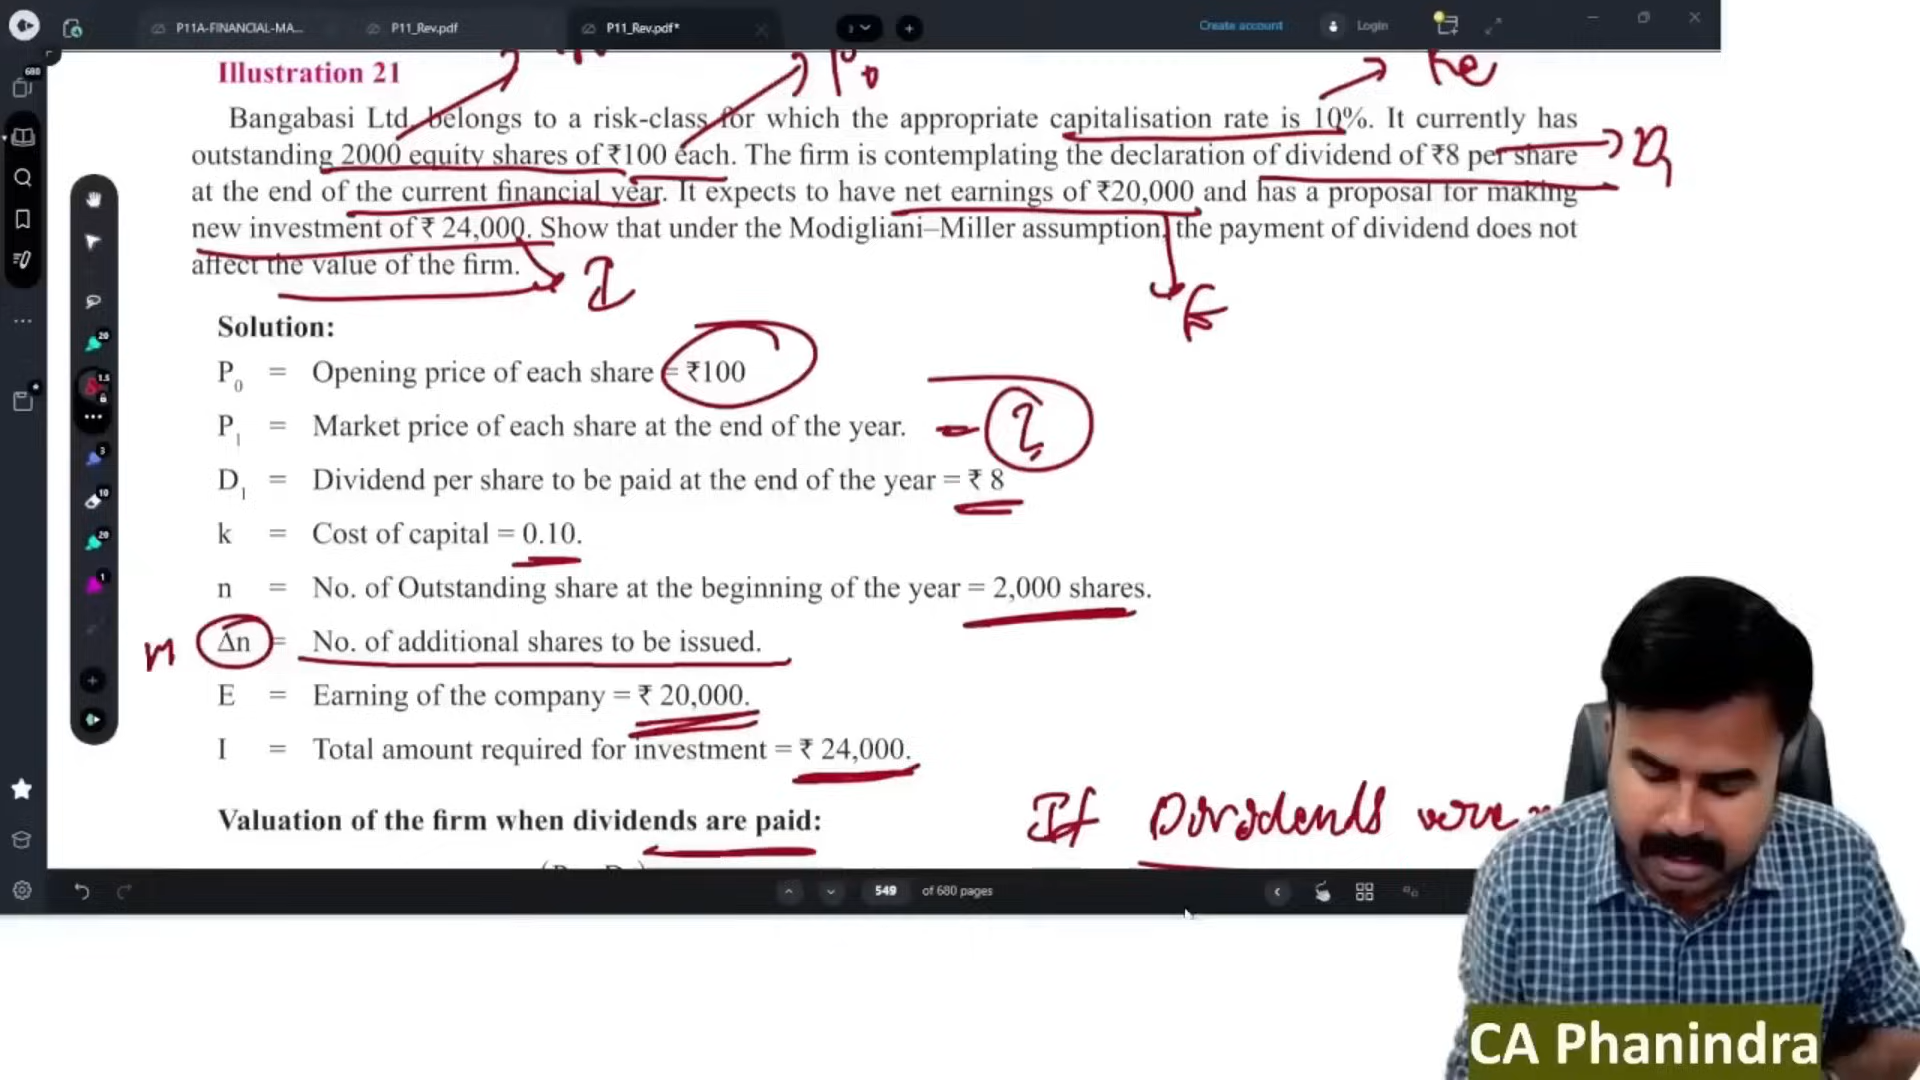 P11A-FINANCIAL-MA... P11_Rev.pdf P11_Rev.pdf* Create account Login
Illustration 21
P0
Ke
Bangabasi Ltd. belongs to a risk-class for which the appropriate capitalisation rate is 10%. It currently has
outstanding 2000 equity shares of ₹100 each. The firm is contemplating the declaration of dividend of ₹8 per share
D1
at the end of the current financial year. It expects to have net earnings of ₹20,000 and has a proposal for making
new investment of ₹ 24,000. Show that under the Modigliani–Miller assumption, the payment of dividend does not
affect the value of the firm.
I
E
Solution:
P0 = Opening price of each share = ₹100
P1 = Market price of each share at the end of the year. - ?
D1 = Dividend per share to be paid at the end of the year = ₹ 8
k = Cost of capital = 0.10.
n = No. of Outstanding share at the beginning of the year = 2,000 shares.
m Δn = No. of additional shares to be issued.
E = Earning of the company = ₹ 20,000.
I = Total amount required for investment = ₹ 24,000.
Valuation of the firm when dividends are paid:
If Dividends were
549 of 680 pages
CA Phanindra